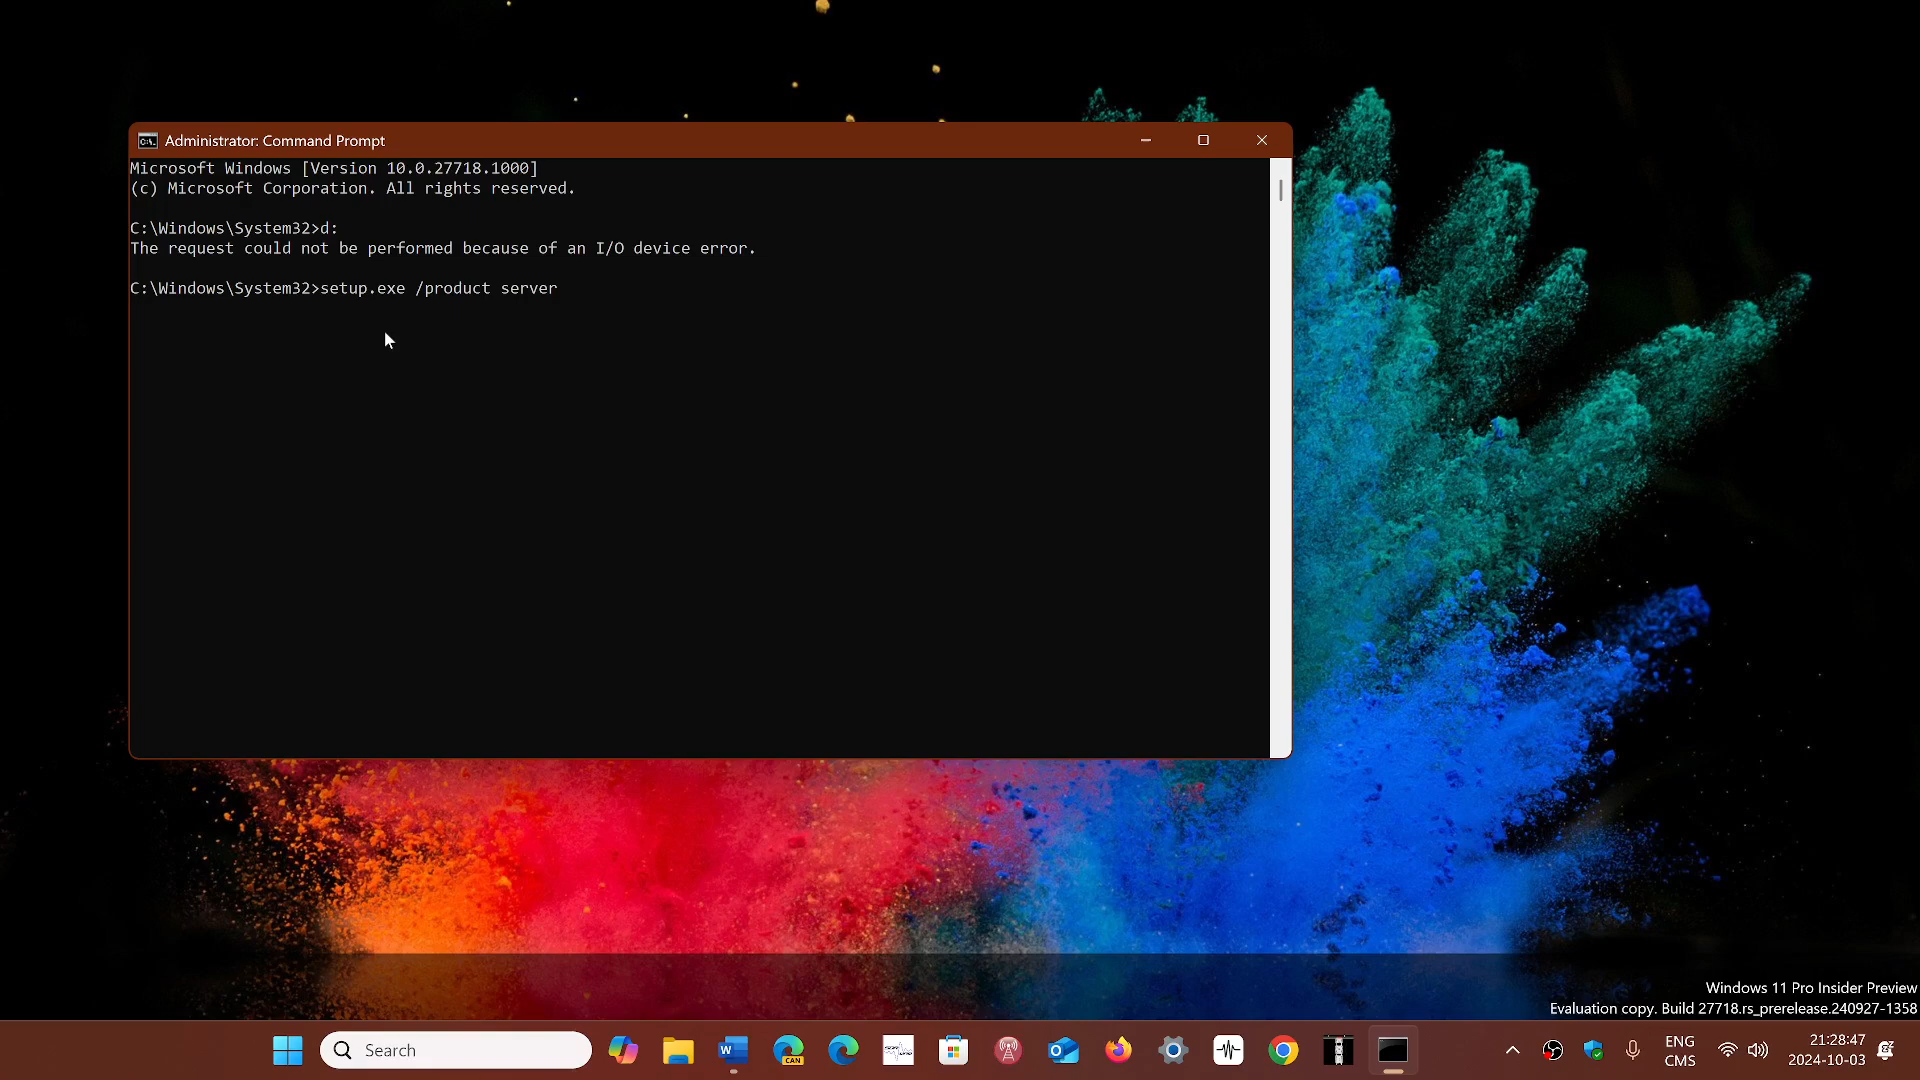 Administrator: Command Prompt
Microsoft Windows [Version 10.0.27718.1000]
(c) Microsoft Corporation. All rights reserved.
C:\Windows\System32>d:
The request could not be performed because of an I/O device error.
C:\Windows\System32>setup.exe /product server
Windows 11 Pro Insider Preview
Evaluation copy. Build 27718.rs_prerelease.240927-1358
Search
CAN
ENG
CMS
21:28:47
2024-10-03